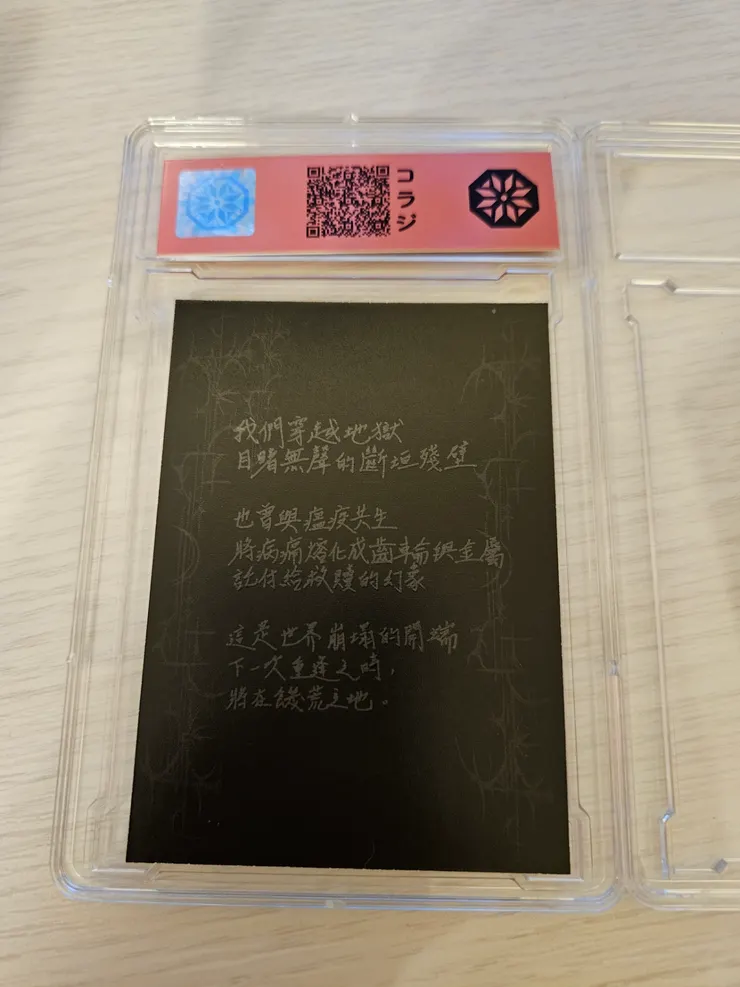 コラジ
我們穿越地獄
目睹無聲的斷垣殘壁
也曾與瘟疫共生
將病痛熔化成齒輪與金屬
託付給救贖的幻象
這是世界崩塌的開端
下一次重逢之時，
將在饑荒之地。